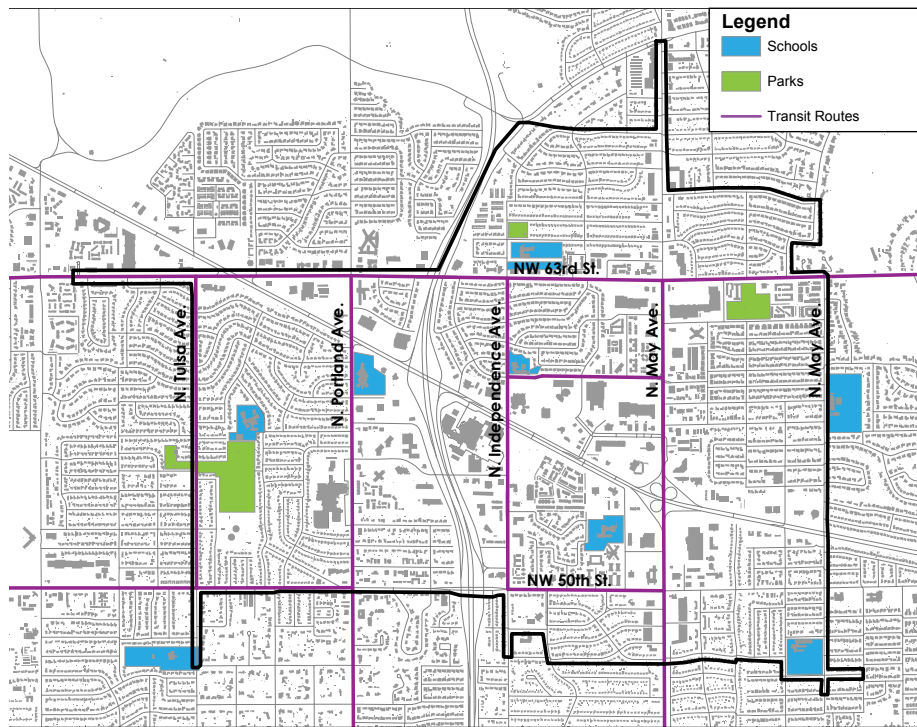 Legend
Schools
Parks
Transit Routes
NW 63rd St.
N. Tulsa Ave.
N. Portland Ave.
N. Independence Ave.
N. May Ave.
N. May Ave.
NW 50th St.